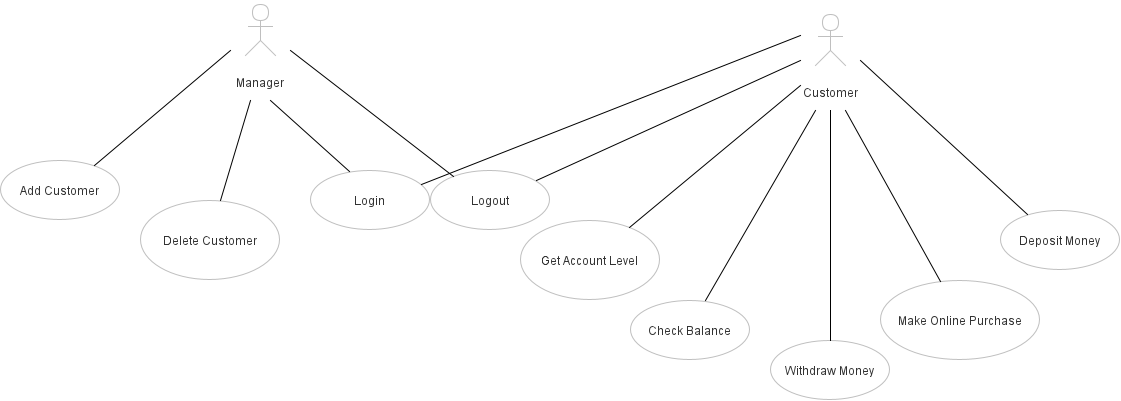 Manager
Customer
Add Customer
Login
Logout
Delete Customer
Deposit Money
Get Account Level
Make Online Purchase
Check Balance
Withdraw Money